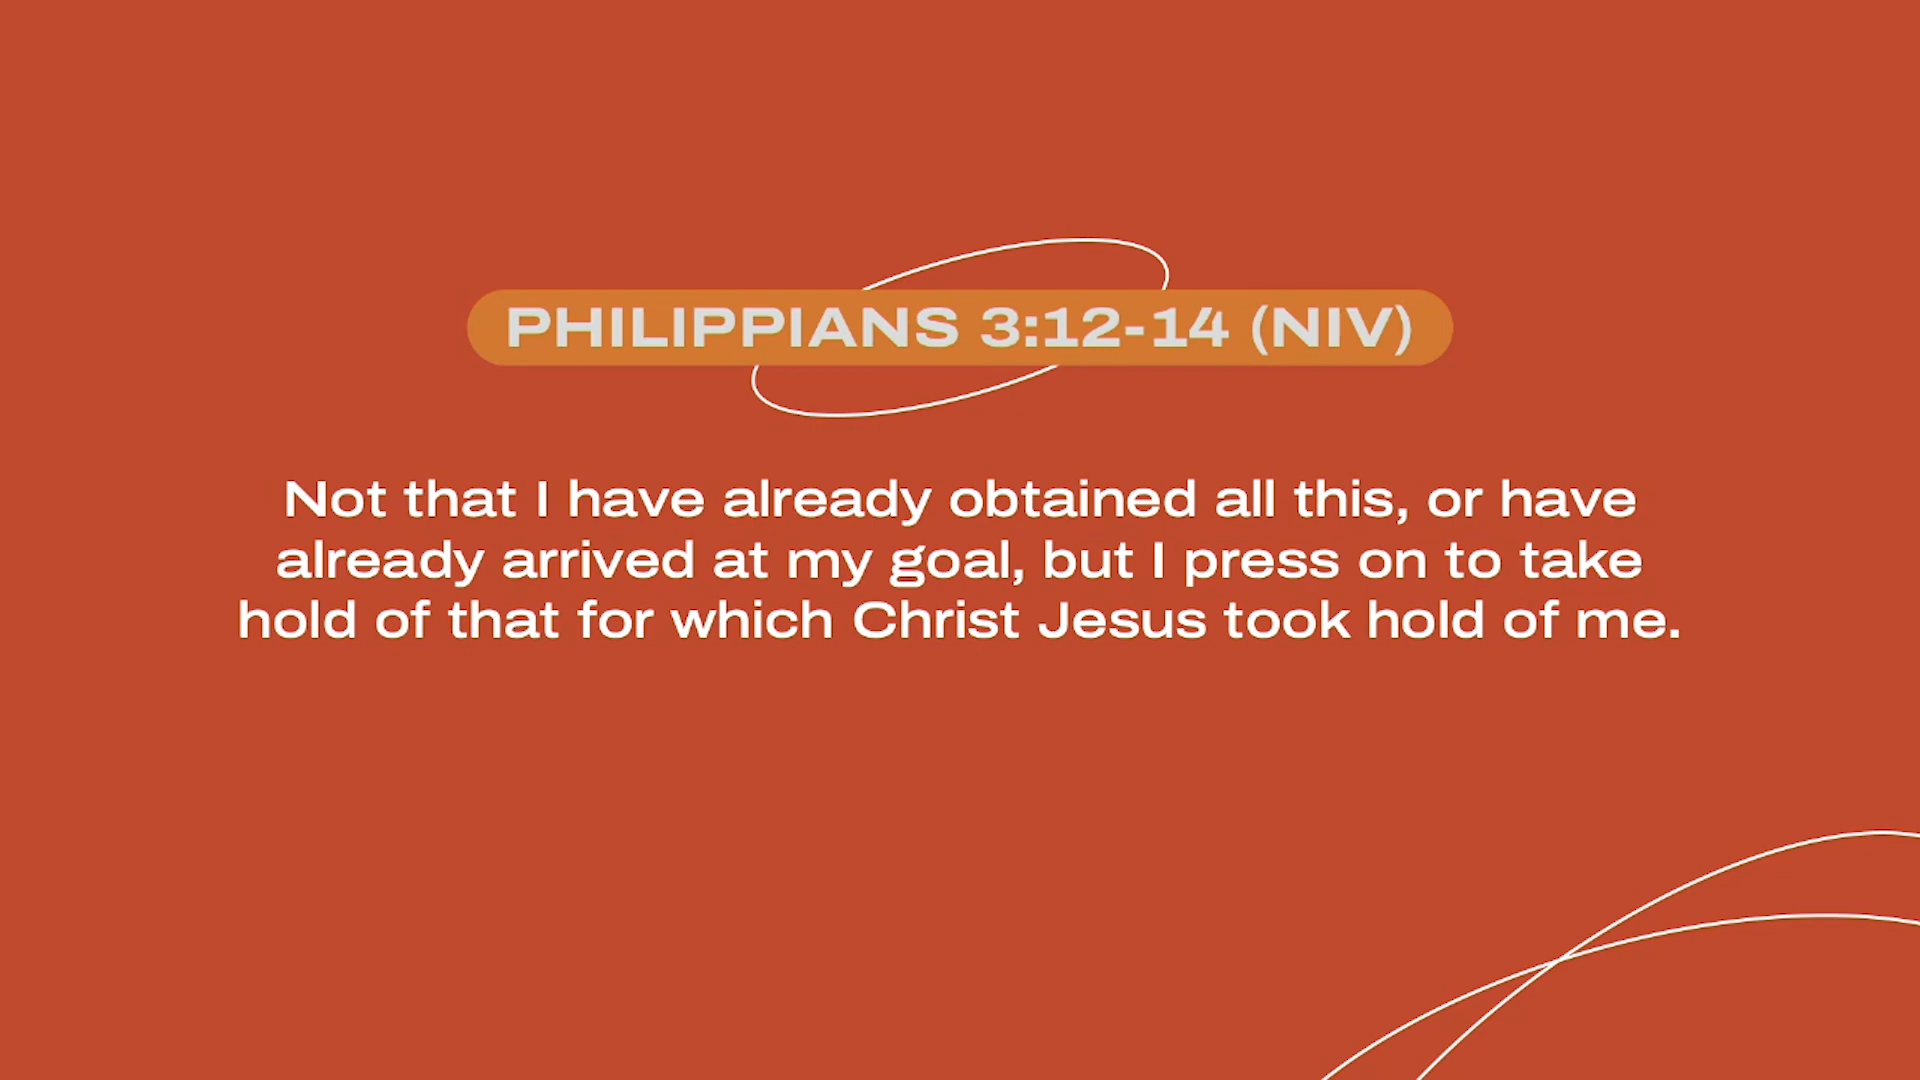 PHILIPPIANS 3:12-14 (NIV)
Not that I have already obtained all this, or have
already arrived at my goal, but I press on to take
hold of that for which Christ Jesus took hold of me.